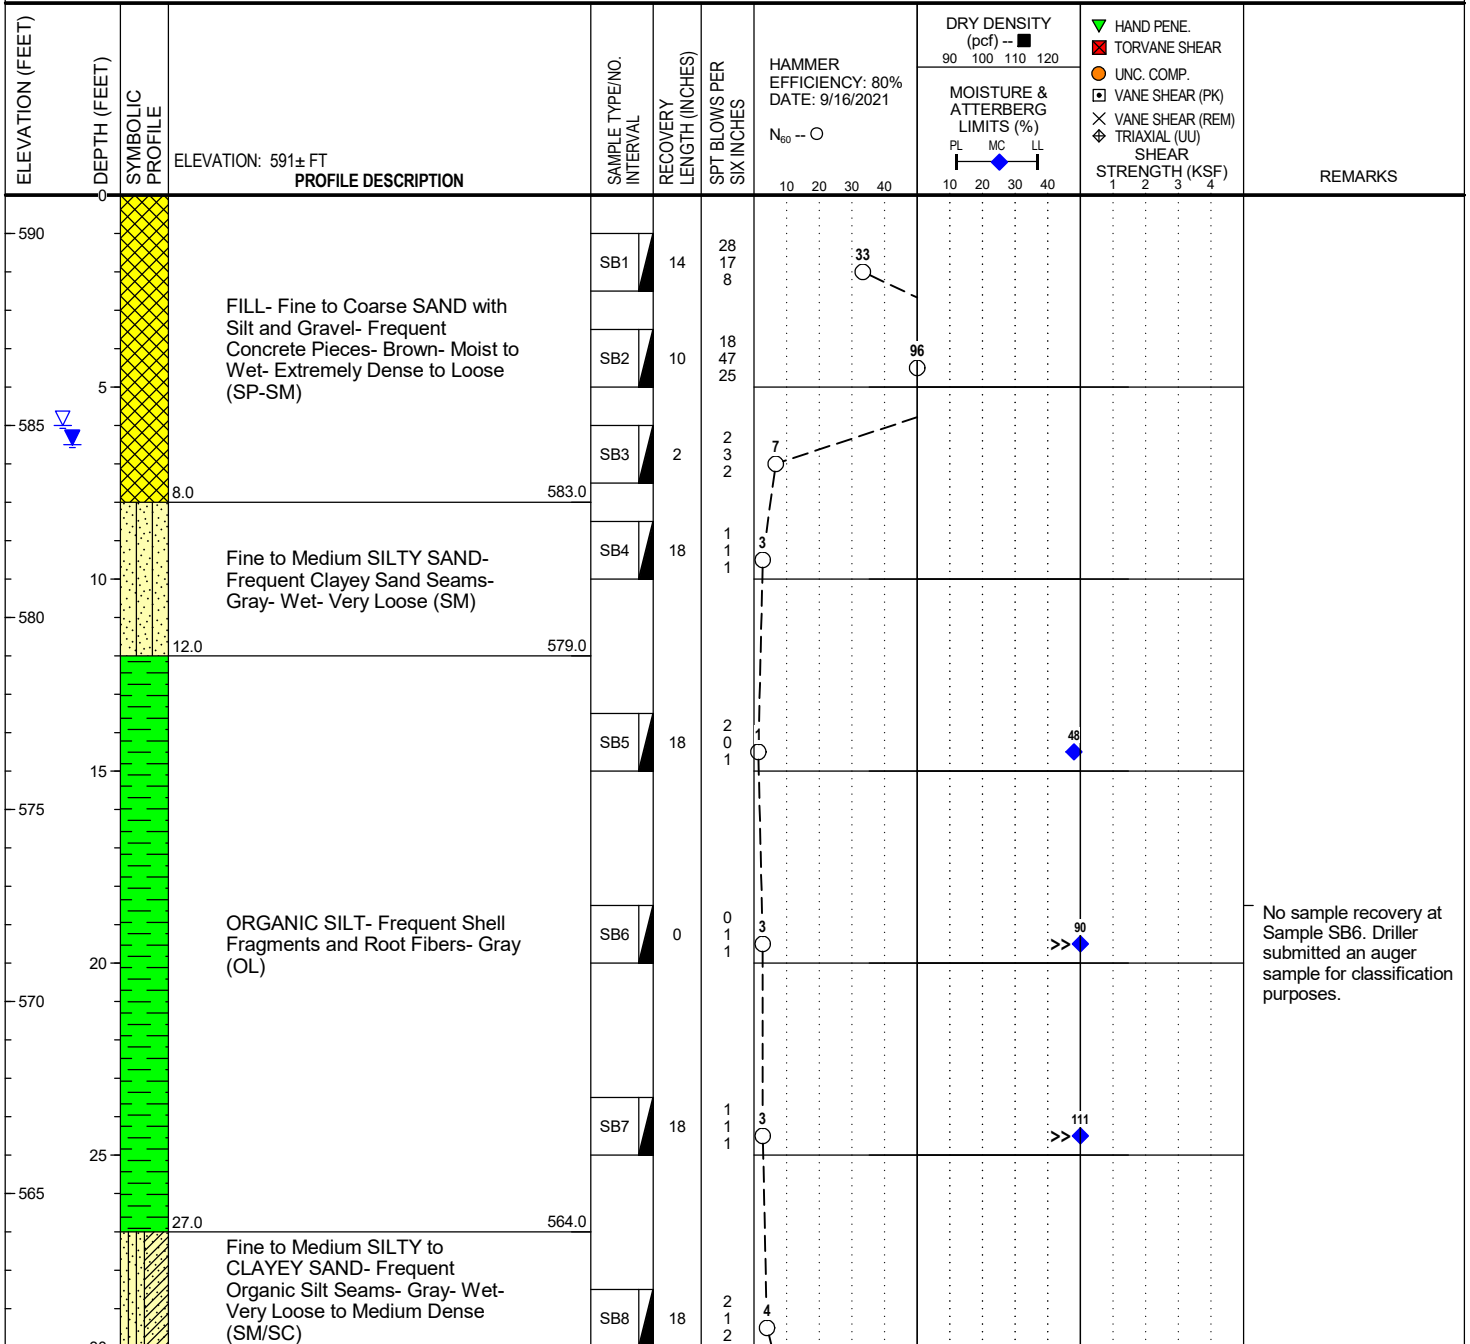 ELEVATION (FEET)
DEPTH (FEET)
SYMBOLIC
PROFILE
ELEVATION: 591± FT
PROFILE DESCRIPTION
SAMPLE TYPE/NO.
INTERVAL
RECOVERY
LENGTH (INCHES)
SPT BLOWS PER
SIX INCHES
HAMMER
EFFICIENCY: 80%
DATE: 9/16/2021
N60 --
10 20 30 40
DRY DENSITY
(pcf) --
90 100 110 120
MOISTURE &
ATTERBERG
LIMITS (%)
PL MC LL
10 20 30 40
HAND PENE.
TORVANE SHEAR
UNC. COMP.
VANE SHEAR (PK)
VANE SHEAR (REM)
TRIAXIAL (UU)
SHEAR
STRENGTH (KSF)
1 2 3 4
REMARKS
0
590
SB1 14
28
17
8
33
FILL- Fine to Coarse SAND with
Silt and Gravel- Frequent
Concrete Pieces- Brown- Moist to
Wet- Extremely Dense to Loose
(SP-SM)
SB2 10
18
47
25
96
5
585
SB3 2
2
3
2
7
8.0 583.0
Fine to Medium SILTY SAND-
Frequent Clayey Sand Seams-
Gray- Wet- Very Loose (SM)
SB4 18
1
1
1
3
10
580
12.0 579.0
SB5 18
2
0
1
1
48
15
575
ORGANIC SILT- Frequent Shell
Fragments and Root Fibers- Gray
(OL)
SB6 0
0
1
1
3
>> 90
No sample recovery at
Sample SB6. Driller
submitted an auger
sample for classification
purposes.
20
570
SB7 18
1
1
1
3
>> 111
25
565
27.0 564.0
Fine to Medium SILTY to
CLAYEY SAND- Frequent
Organic Silt Seams- Gray- Wet-
Very Loose to Medium Dense
(SM/SC)
SB8 18
2
1
2
4